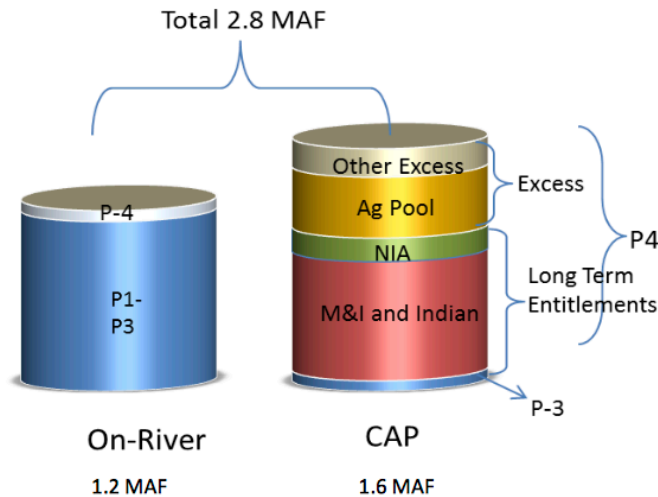 Total 2.8 MAF
Other Excess
Excess
P-4
Ag Pool
P4
NIA
Long Term
Entitlements
P1-
P3
M&I and Indian
P-3
On-River
CAP
1.2 MAF
1.6 MAF